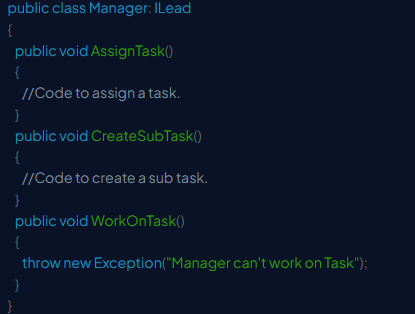 public class Manager: ILead
{
public void AssignTask()
{
//Code to assign a task.
}
public void CreateSubTask()
{
//Code to create a sub task.
}
public void WorkOnTask()
{
throw new Exception("Manager can't work on Task");
}
}